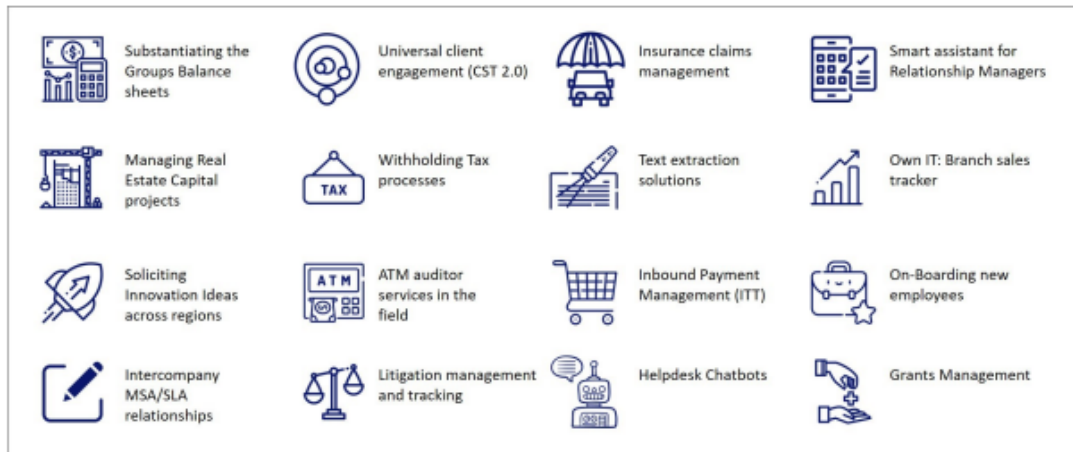 Substantiating the
Groups Balance
sheets
Universal client
engagement (CST 2.0)
Insurance claims
management
Smart assistant for
Relationship Managers
Managing Real
Estate Capital
projects
TAX
Withholding Tax
processes
Text extraction
solutions
Own IT: Branch sales
tracker
Soliciting
Innovation Ideas
across regions
ATM
ATM auditor
services in the
field
Inbound Payment
Management (ITT)
On-Boarding new
employees
Intercompany
MSA/SLA
relationships
Litigation management
and tracking
Helpdesk Chatbots
Grants Management